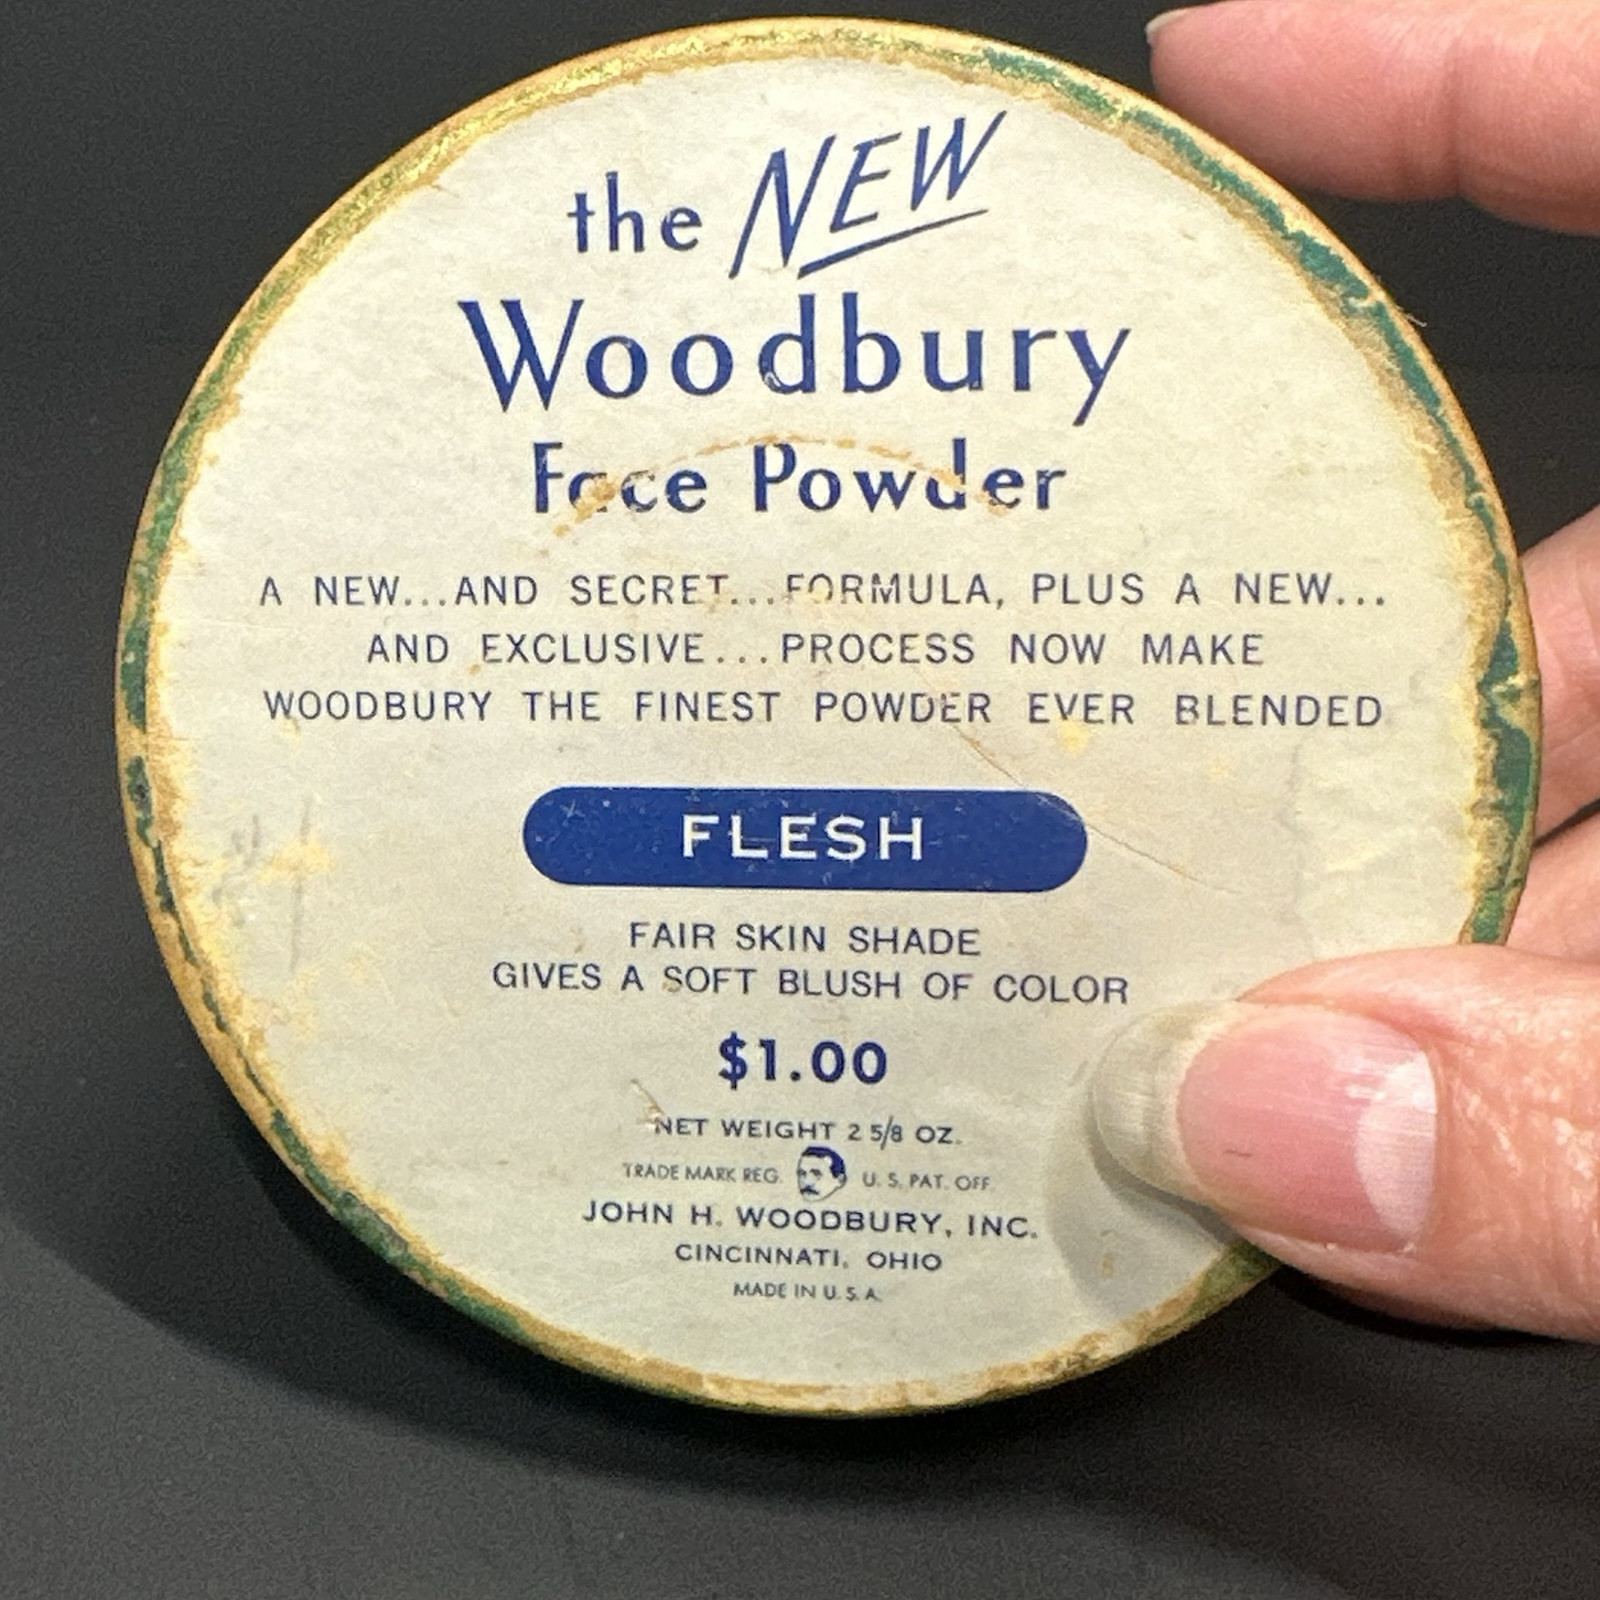 the NEW
Woodbury
Face Powder
A NEW...AND SECRET...FORMULA, PLUS A NEW...
AND EXCLUSIVE...PROCESS NOW MAKE
WOODBURY THE FINEST POWDER EVER BLENDED
FLESH
FAIR SKIN SHADE
GIVES A SOFT BLUSH OF COLOR
$1.00
NET WEIGHT 2 5/8 OZ.
TRADE MARK REG. U. S. PAT. OFF.
JOHN H. WOODBURY, INC.
CINCINNATI, OHIO
MADE IN U. S. A.